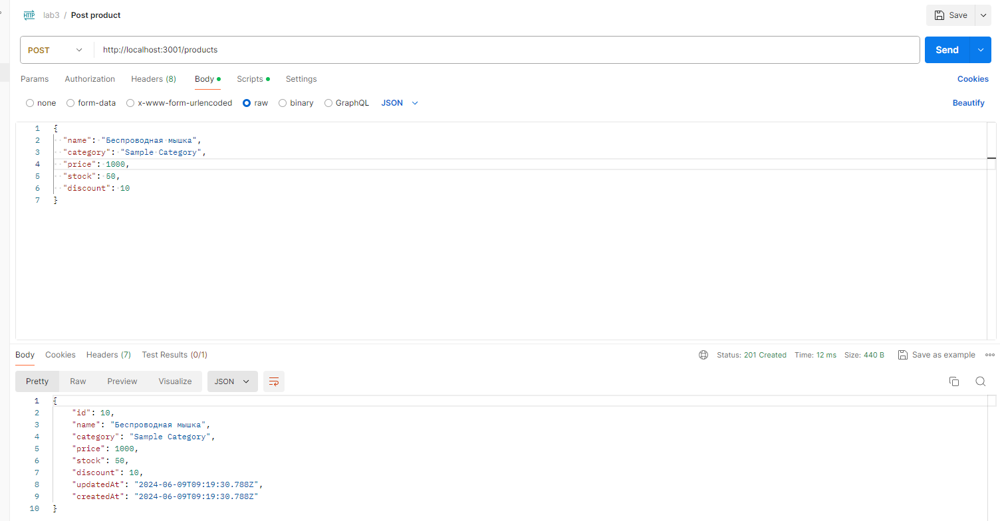 HTTP lab3 / Post product Save
POST http://localhost:3001/products Send
Params Authorization Headers (8) Body Scripts Settings Cookies
none form-data x-www-form-urlencoded raw binary GraphQL JSON Beautify
1 {
2 "name": "Беспроводная мышка",
3 "category": "Sample Category",
4 "price": 1000,
5 "stock": 50,
6 "discount": 10
7 }
Body Cookies Headers (7) Test Results (0/1) Status: 201 Created Time: 12 ms Size: 440 B Save as example
Pretty Raw Preview Visualize JSON
1 {
2 "id": 10,
3 "name": "Беспроводная мышка",
4 "category": "Sample Category",
5 "price": 1000,
6 "stock": 50,
7 "discount": 10,
8 "updatedAt": "2024-06-09T09:19:30.788Z",
9 "createdAt": "2024-06-09T09:19:30.788Z"
10 }